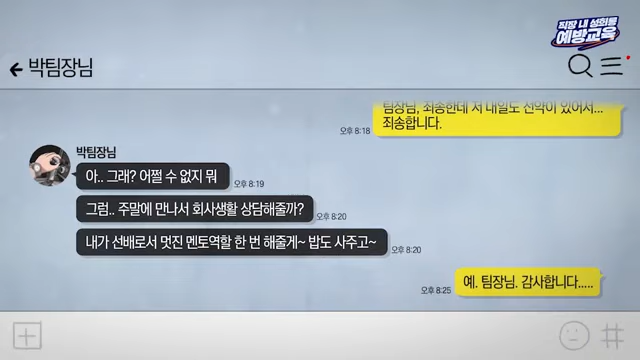 직장 내 성희롱
예방교육
박팀장님
팀장님, 죄송한데 저 내일도 선약이 있어서...
죄송합니다.
오후 8:18
박팀장님
아.. 그래? 어쩔 수 없지 뭐
오후 8:19
그럼.. 주말에 만나서 회사생활 상담해줄까?
오후 8:20
내가 선배로서 멋진 멘토역할 한 번 해줄게~ 밥도 사주고~
오후 8:20
예. 팀장님. 감사합니다.....
오후 8:25